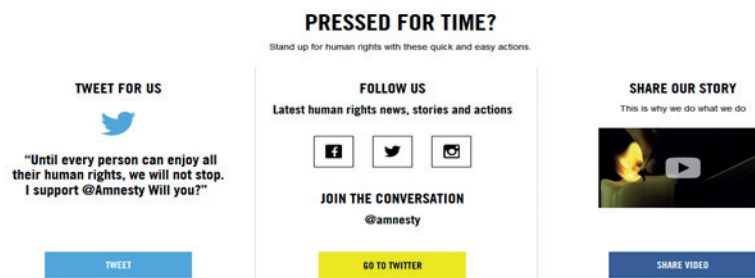 PRESSED FOR TIME?
Stand up for human rights with these quick and easy actions.
TWEET FOR US
“Until every person can enjoy all
their human rights, we will not stop.
I support @Amnesty Will you?”
TWEET
FOLLOW US
Latest human rights news, stories and actions
JOIN THE CONVERSATION
@amnesty
GO TO TWITTER
SHARE OUR STORY
This is why we do what we do
SHARE VIDEO